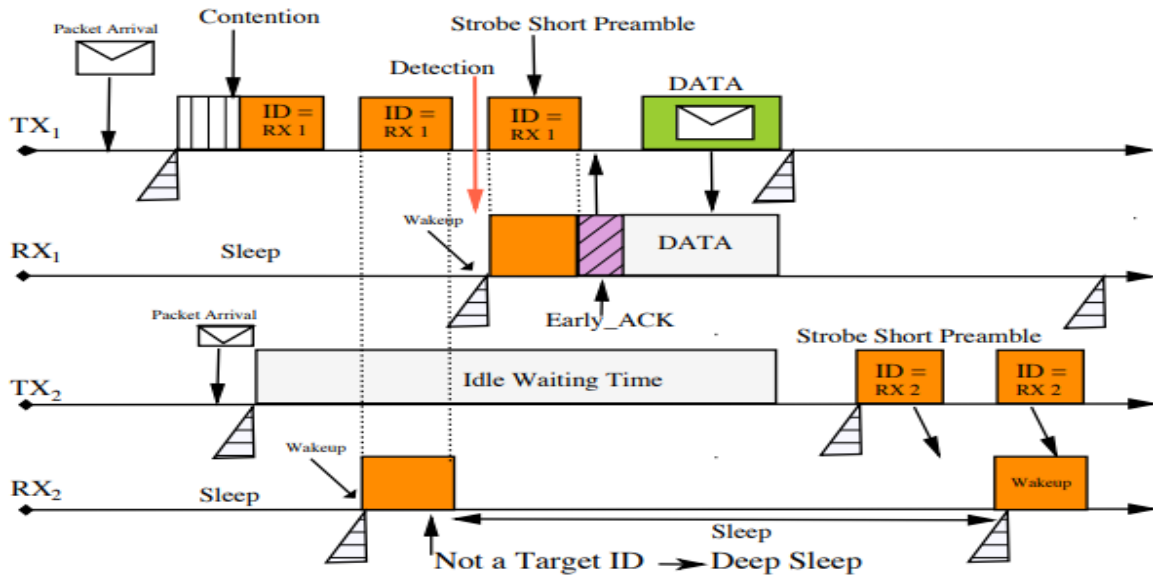 Contention
Packet Arrival
Strobe Short Preamble
Detection
DATA
TX1
ID =
RX 1
ID =
RX 1
ID =
RX 1
Wakeup
RX1
Sleep
DATA
Early_ACK
Packet Arrival
Strobe Short Preamble
TX2
Idle Waiting Time
ID =
RX 2
ID =
RX 2
Wakeup
RX2
Sleep
Wakeup
Sleep
Not a Target ID
Deep Sleep